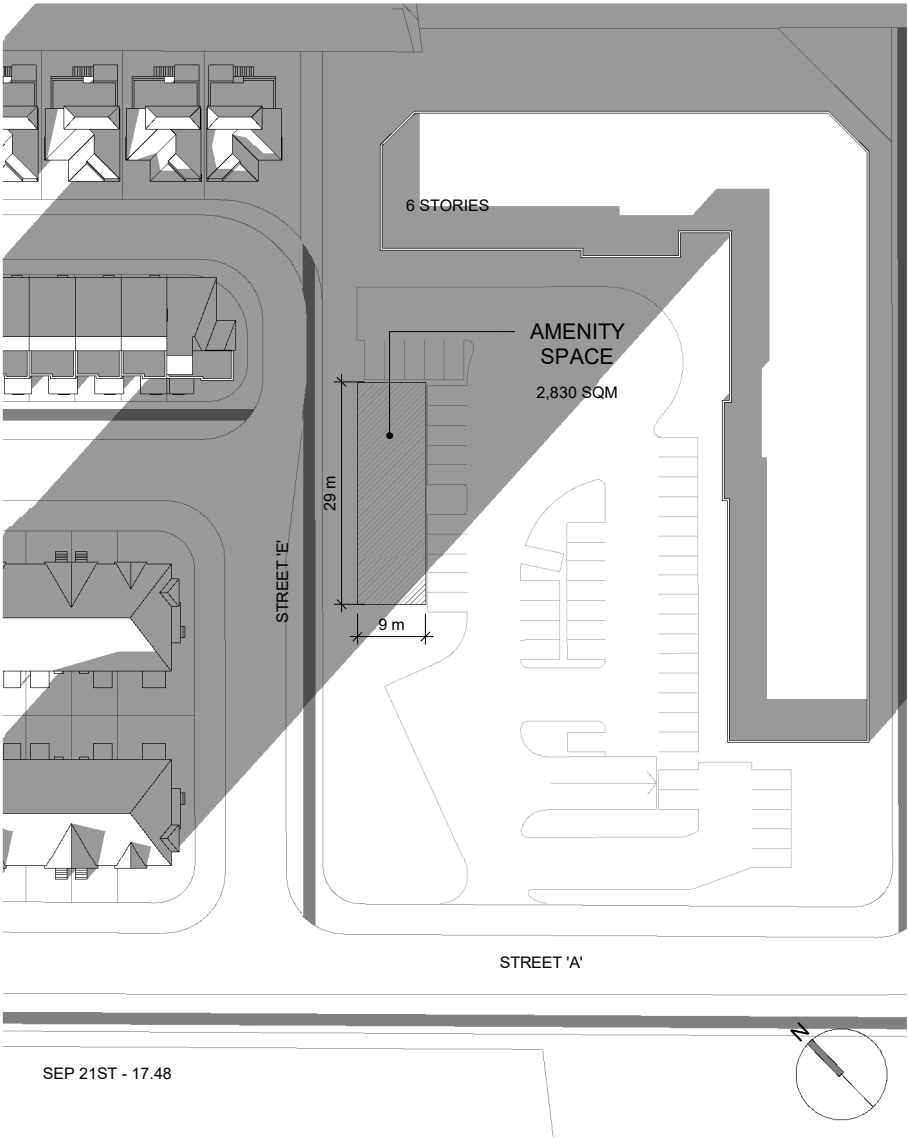 6 STORIES
AMENITY
SPACE
2,830 SQM
29 m
STREET 'E'
9 m
STREET 'A'
N
SEP 21ST - 17.48